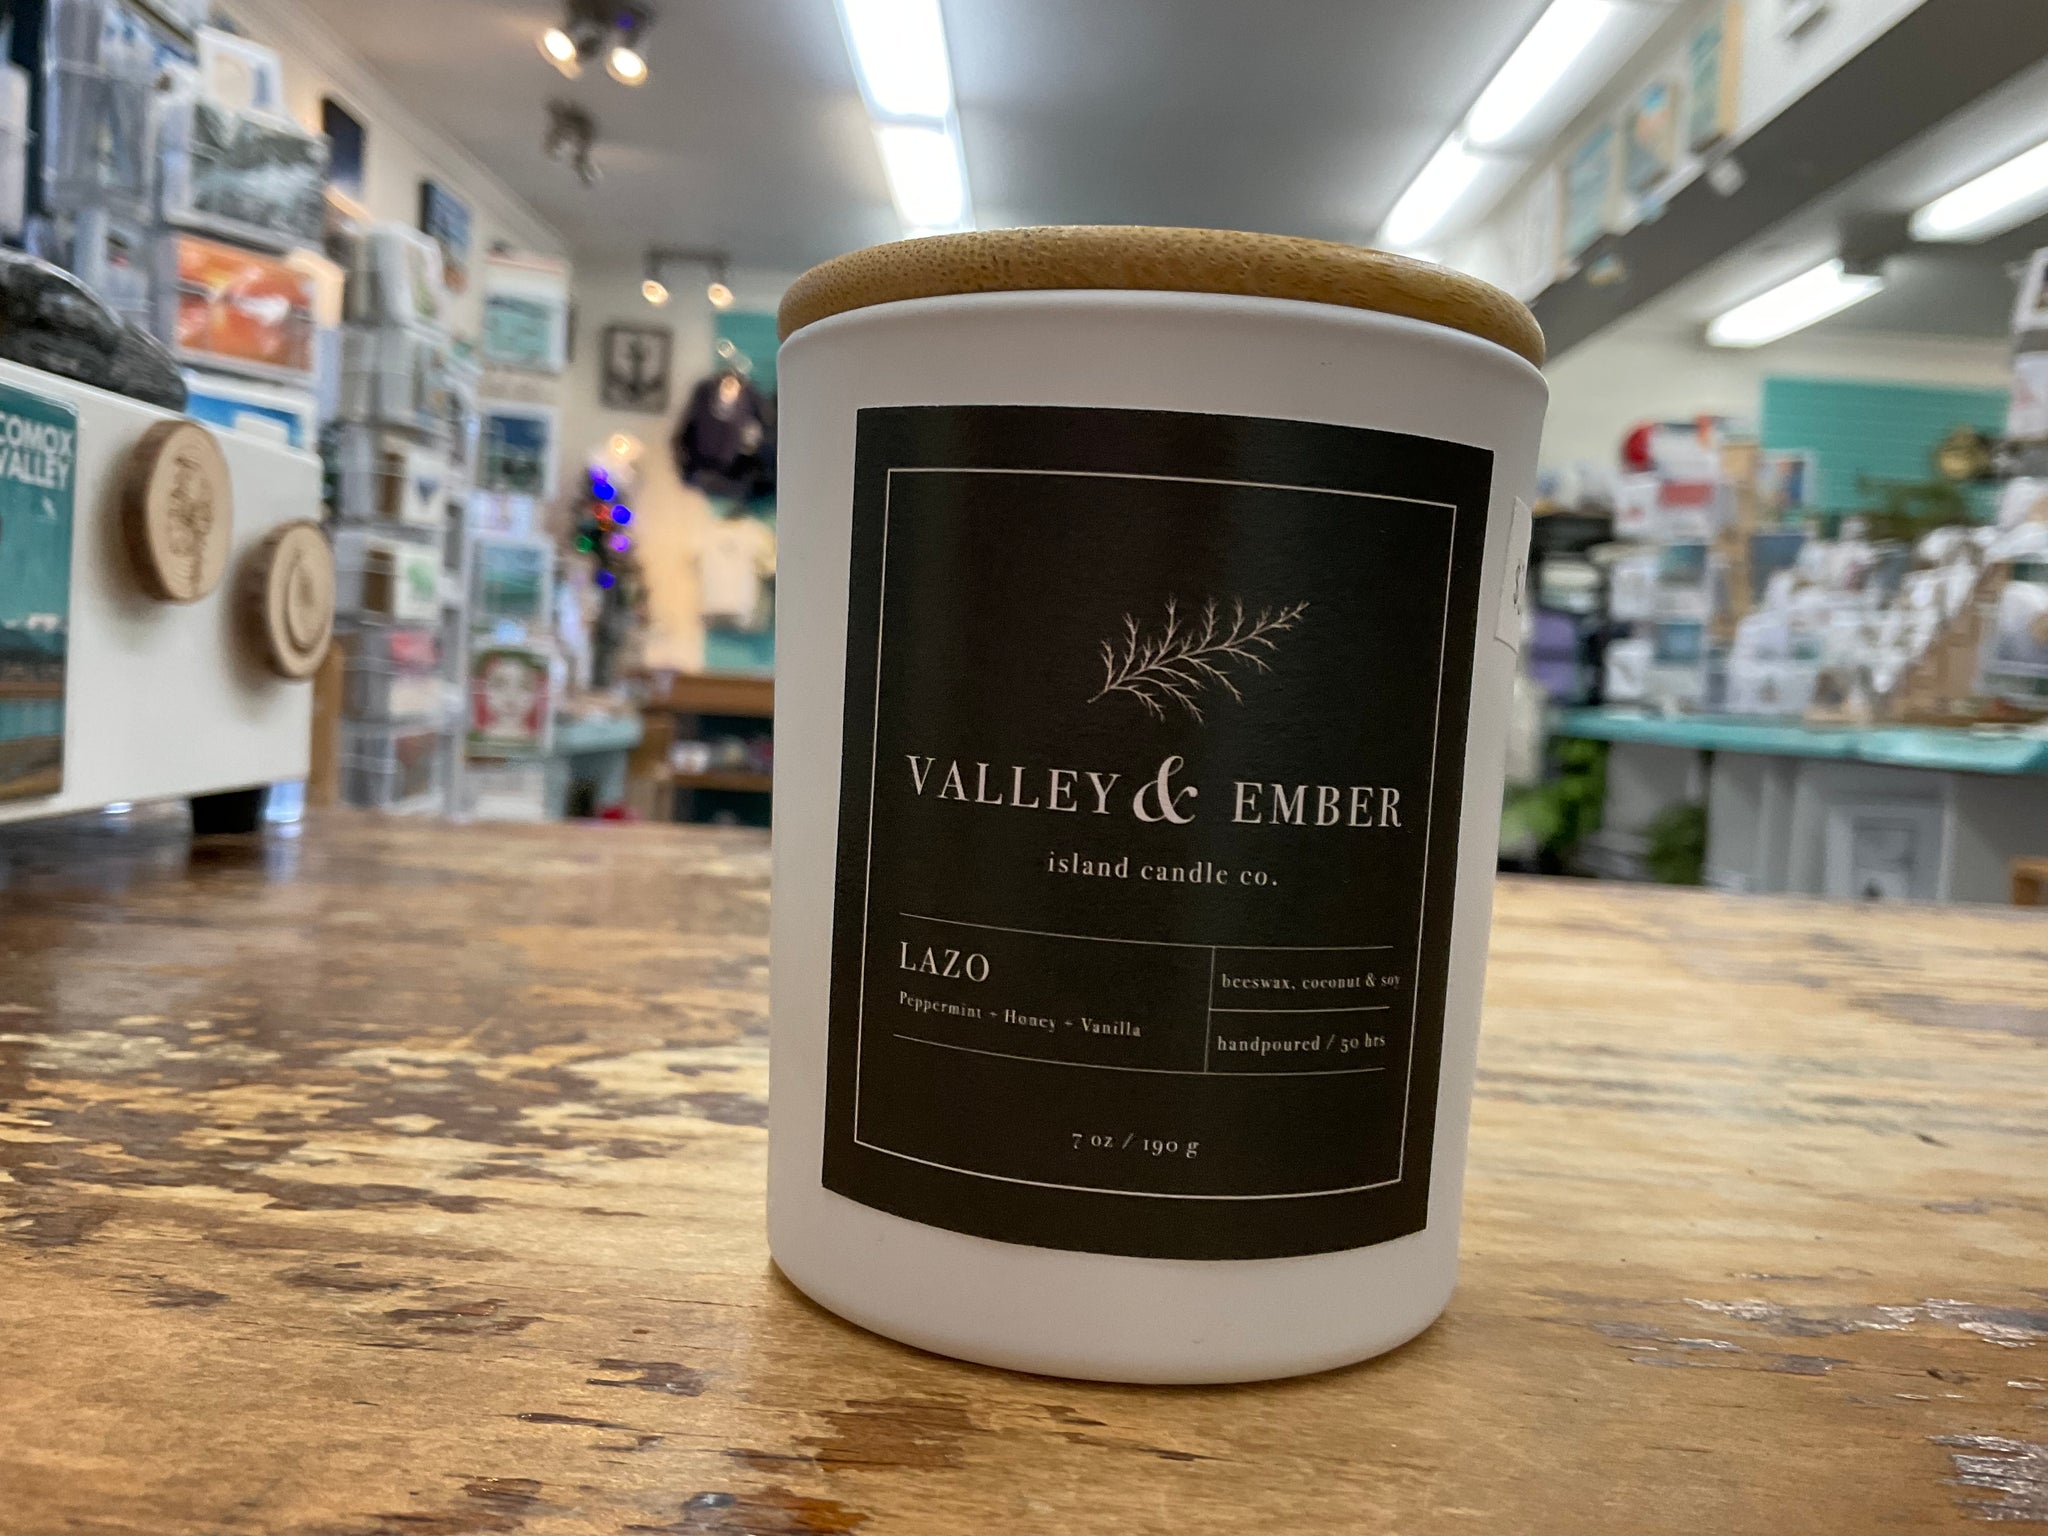 COMOX
VALLEY
VALLEY & EMBER
island candle co.
LAZO
Peppermint + Honey + Vanilla
beeswax, coconut & soy
handpoured / 50 hrs
7 oz / 190 g